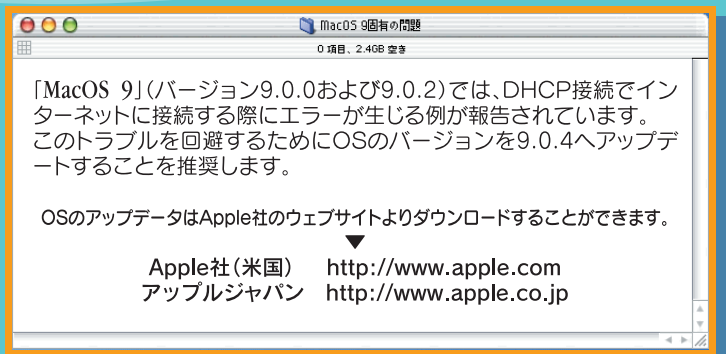 MacOS 9固有の問題
0 項目、2.4GB 空き
「MacOS 9」(バージョン9.0.0および9.0.2)では、DHCP接続でイン
ターネットに接続する際にエラーが生じる例が報告されています。
このトラブルを回避するためにOSのバージョンを9.0.4へアップデ
ートすることを推奨します。
OSのアップデータはApple社のウェブサイトよりダウンロードすることができます。
▼
Apple社(米国) http://www.apple.com
アップルジャパン http://www.apple.co.jp